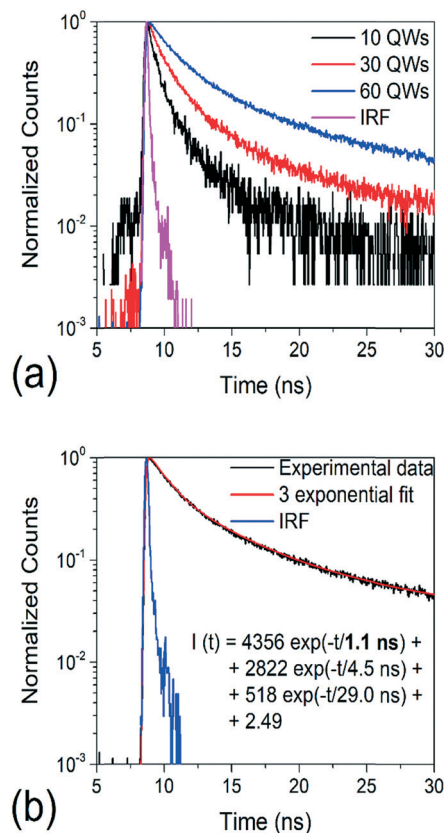 10 QWs
30 QWs
60 QWs
IRF
Normalized Counts
10⁰
10⁻¹
10⁻²
10⁻³
5 10 15 20 25 30
Time (ns)
(a)
Experimental data
3 exponential fit
IRF
Normalized Counts
10⁰
10⁻¹
10⁻²
10⁻³
I (t) = 4356 exp(-t/1.1 ns) +
+ 2822 exp(-t/4.5 ns) +
+ 518 exp(-t/29.0 ns) +
+ 2.49
5 10 15 20 25 30
Time (ns)
(b)